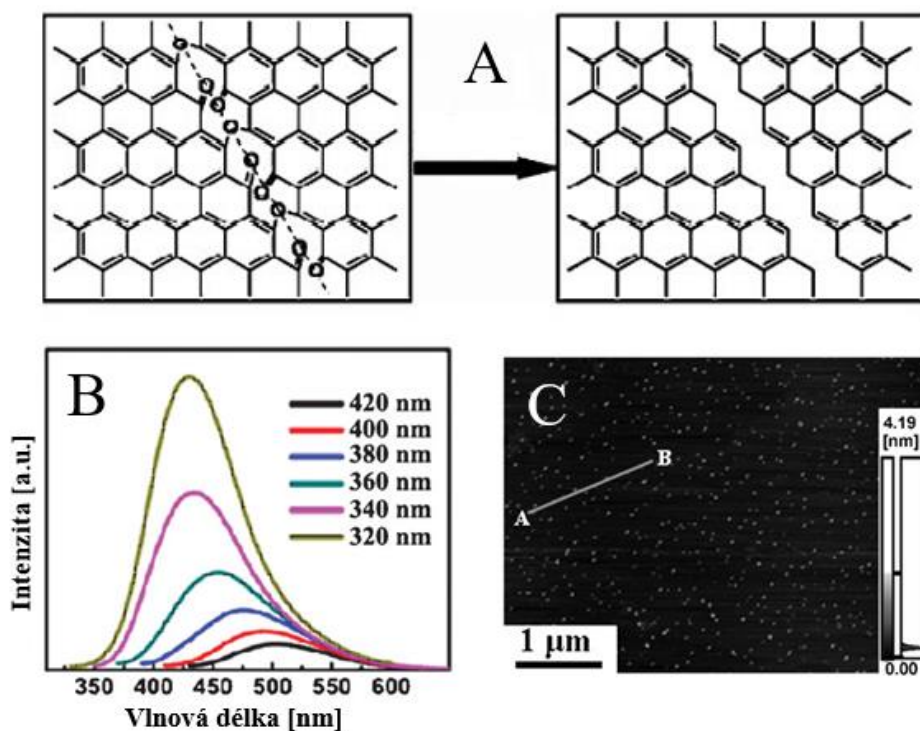 A
B
420 nm
400 nm
380 nm
360 nm
340 nm
320 nm
Intenzita [a.u.]
350 400 450 500 550 600
Vlnová délka [nm]
C
4.19
[nm]
B
A
1 µm
0.00